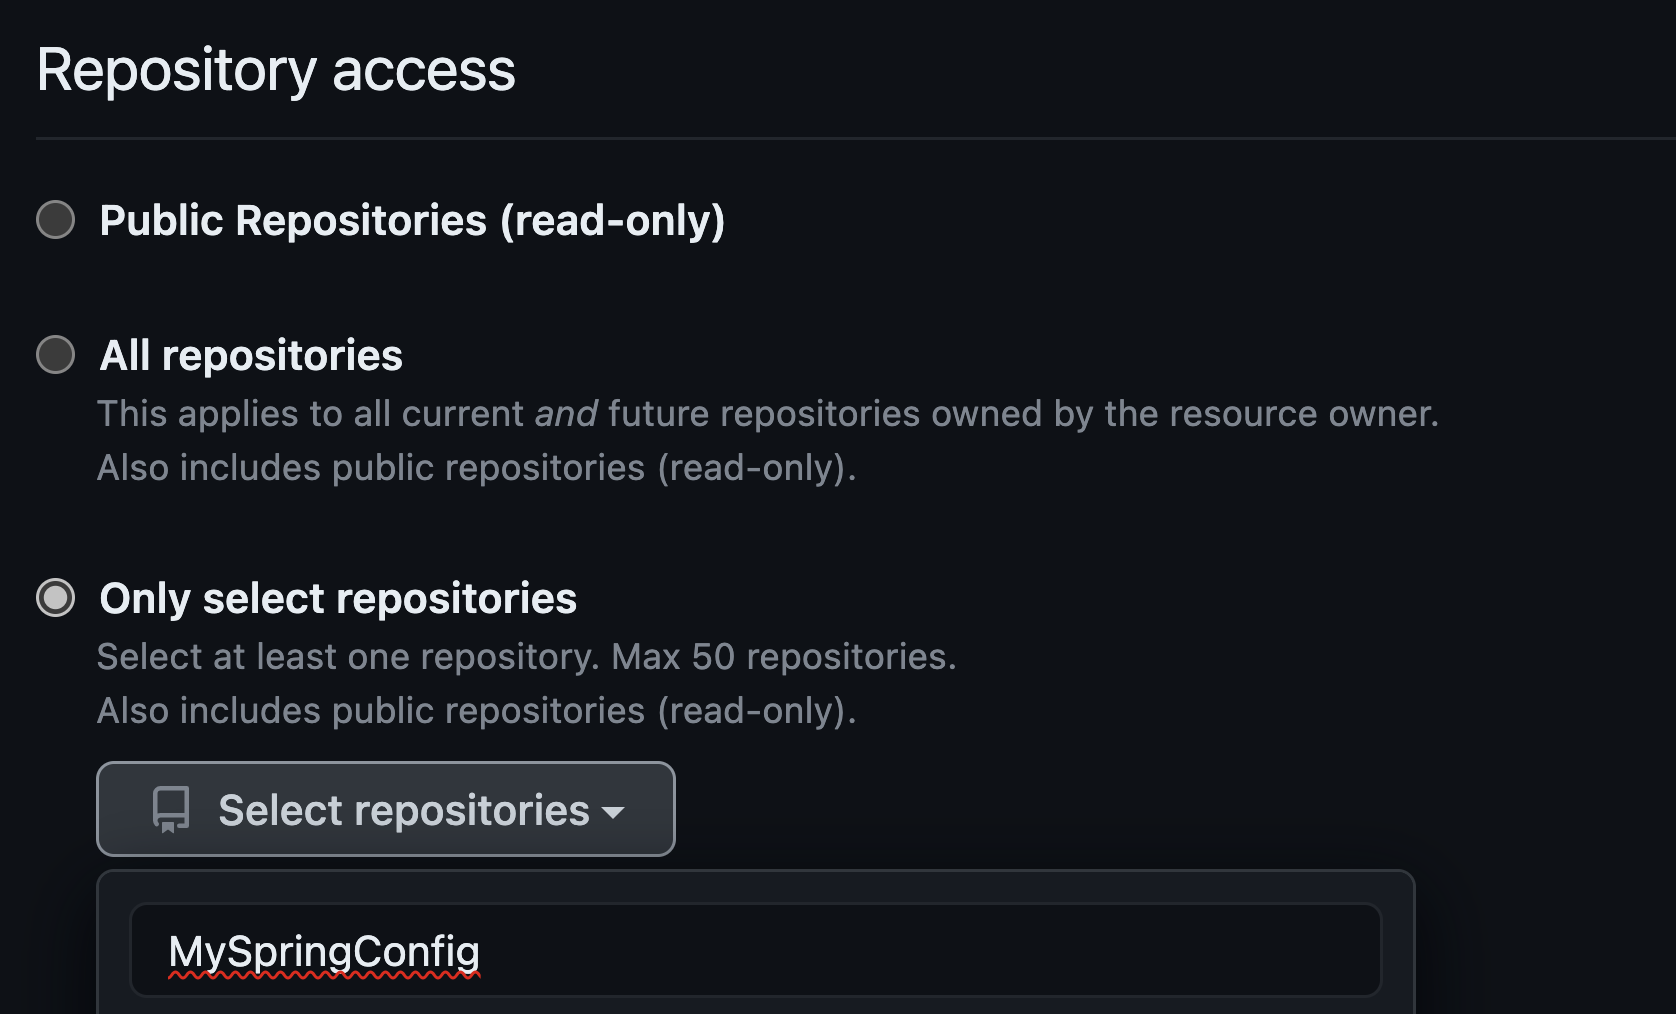 Repository access
Public Repositories (read-only)
All repositories
This applies to all current and future repositories owned by the resource owner.
Also includes public repositories (read-only).
Only select repositories
Select at least one repository. Max 50 repositories.
Also includes public repositories (read-only).
Select repositories
MySpringConfig